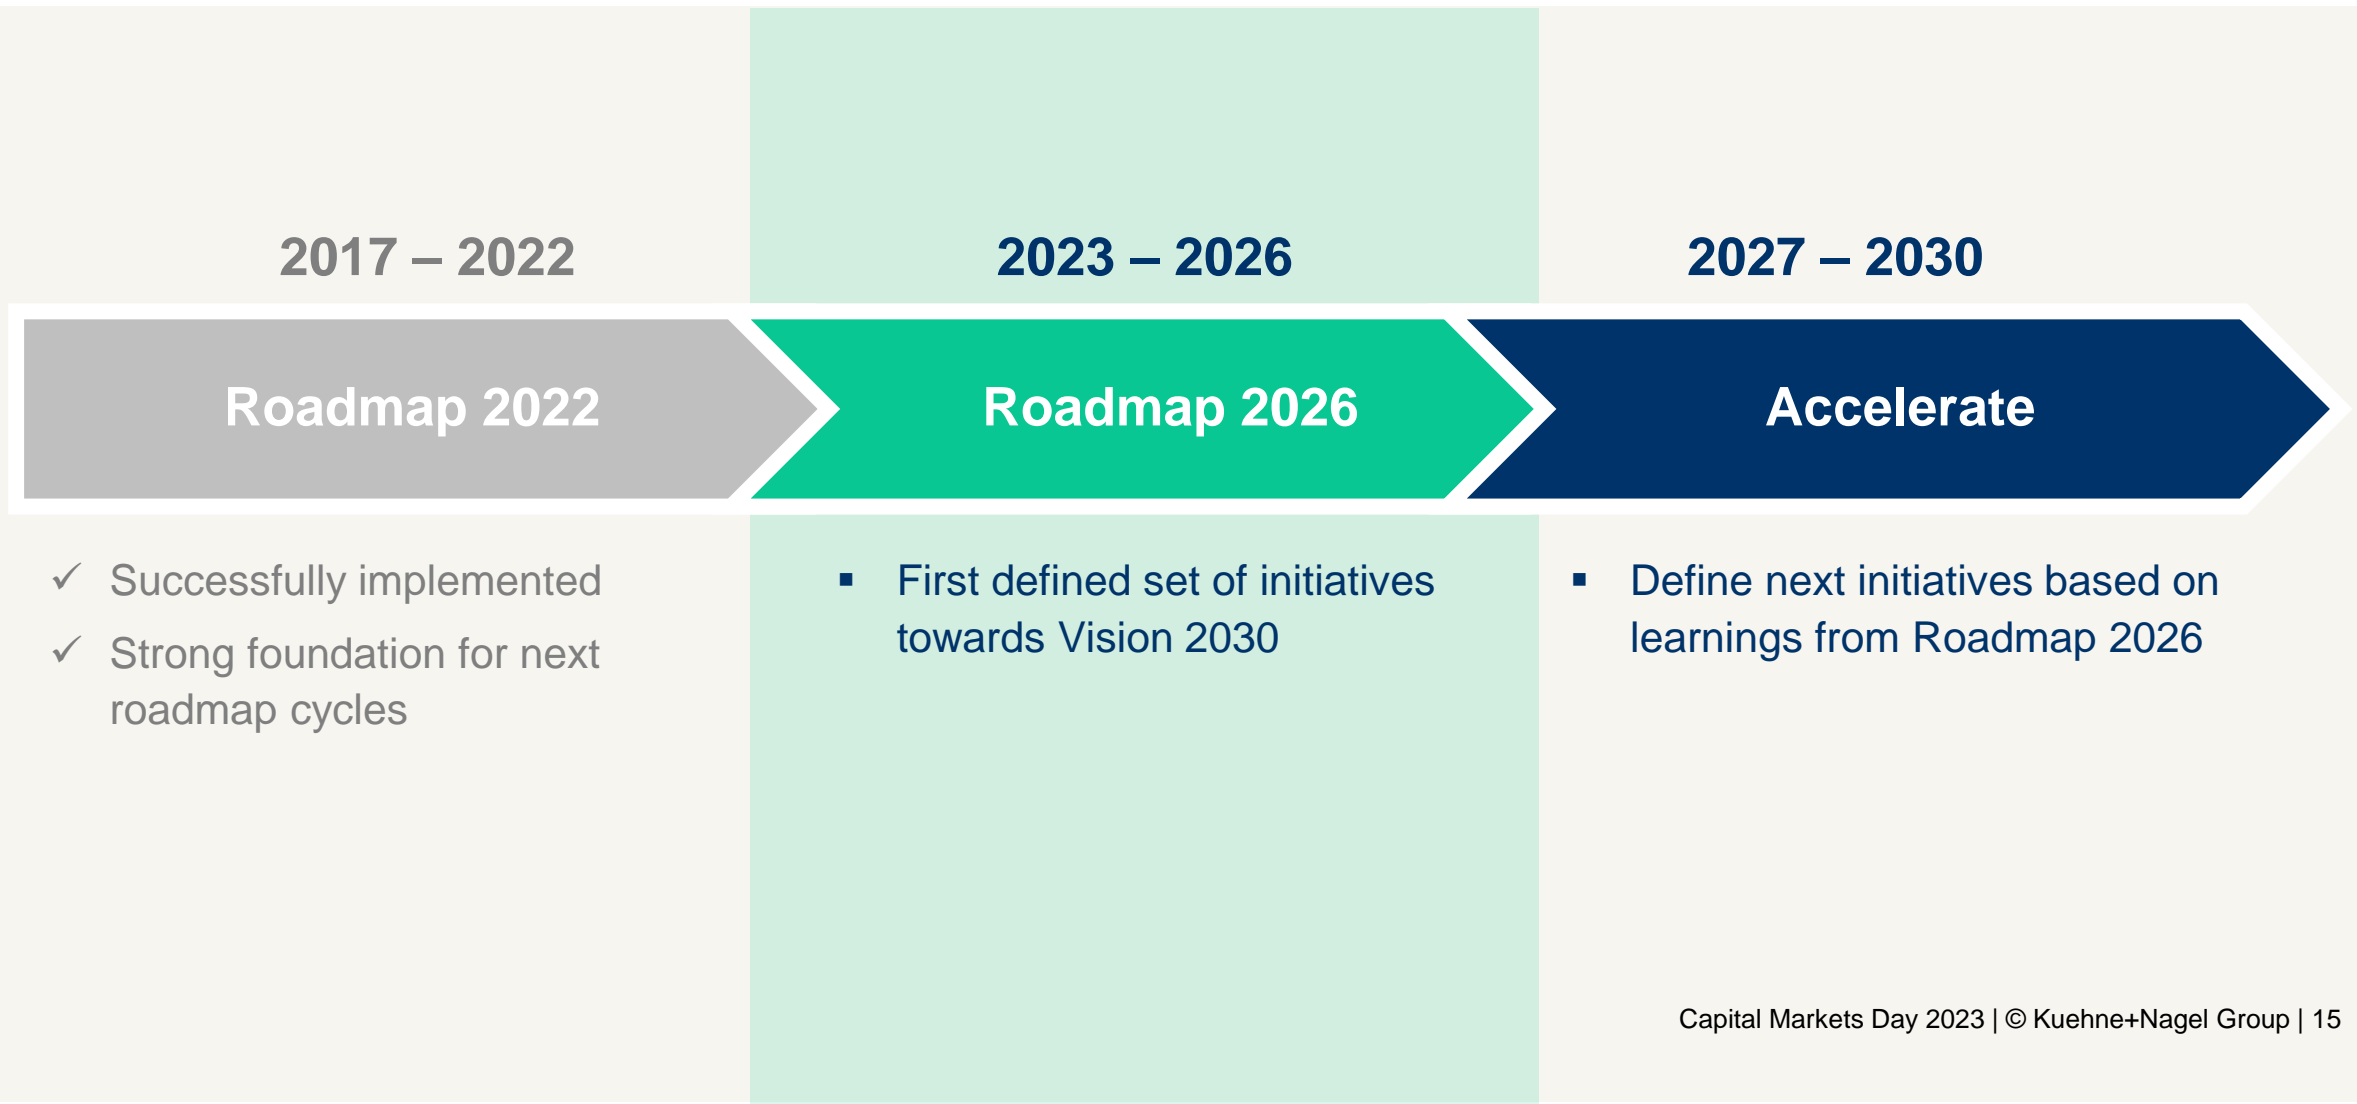 2017 – 2022
2023 – 2026
2027 – 2030
Roadmap 2022
Roadmap 2026
Accelerate
✓ Successfully implemented
✓ Strong foundation for next
roadmap cycles
▪ First defined set of initiatives
towards Vision 2030
▪ Define next initiatives based on
learnings from Roadmap 2026
Capital Markets Day 2023 | © Kuehne+Nagel Group | 15